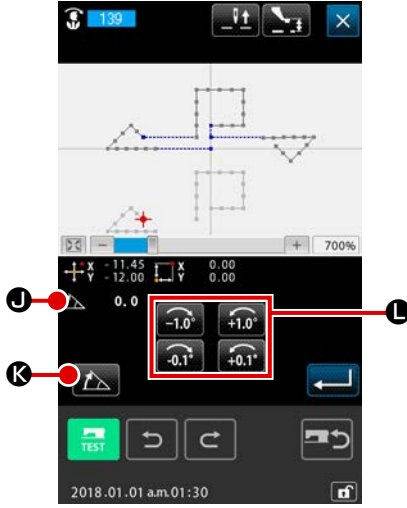 139
700%
X -11.45 X 0.00
Y -12.00 Y 0.00
J 0.0
-1.0° +1.0°
L
-0.1° +0.1°
K
TEST
2018.01.01 a.m.01:30